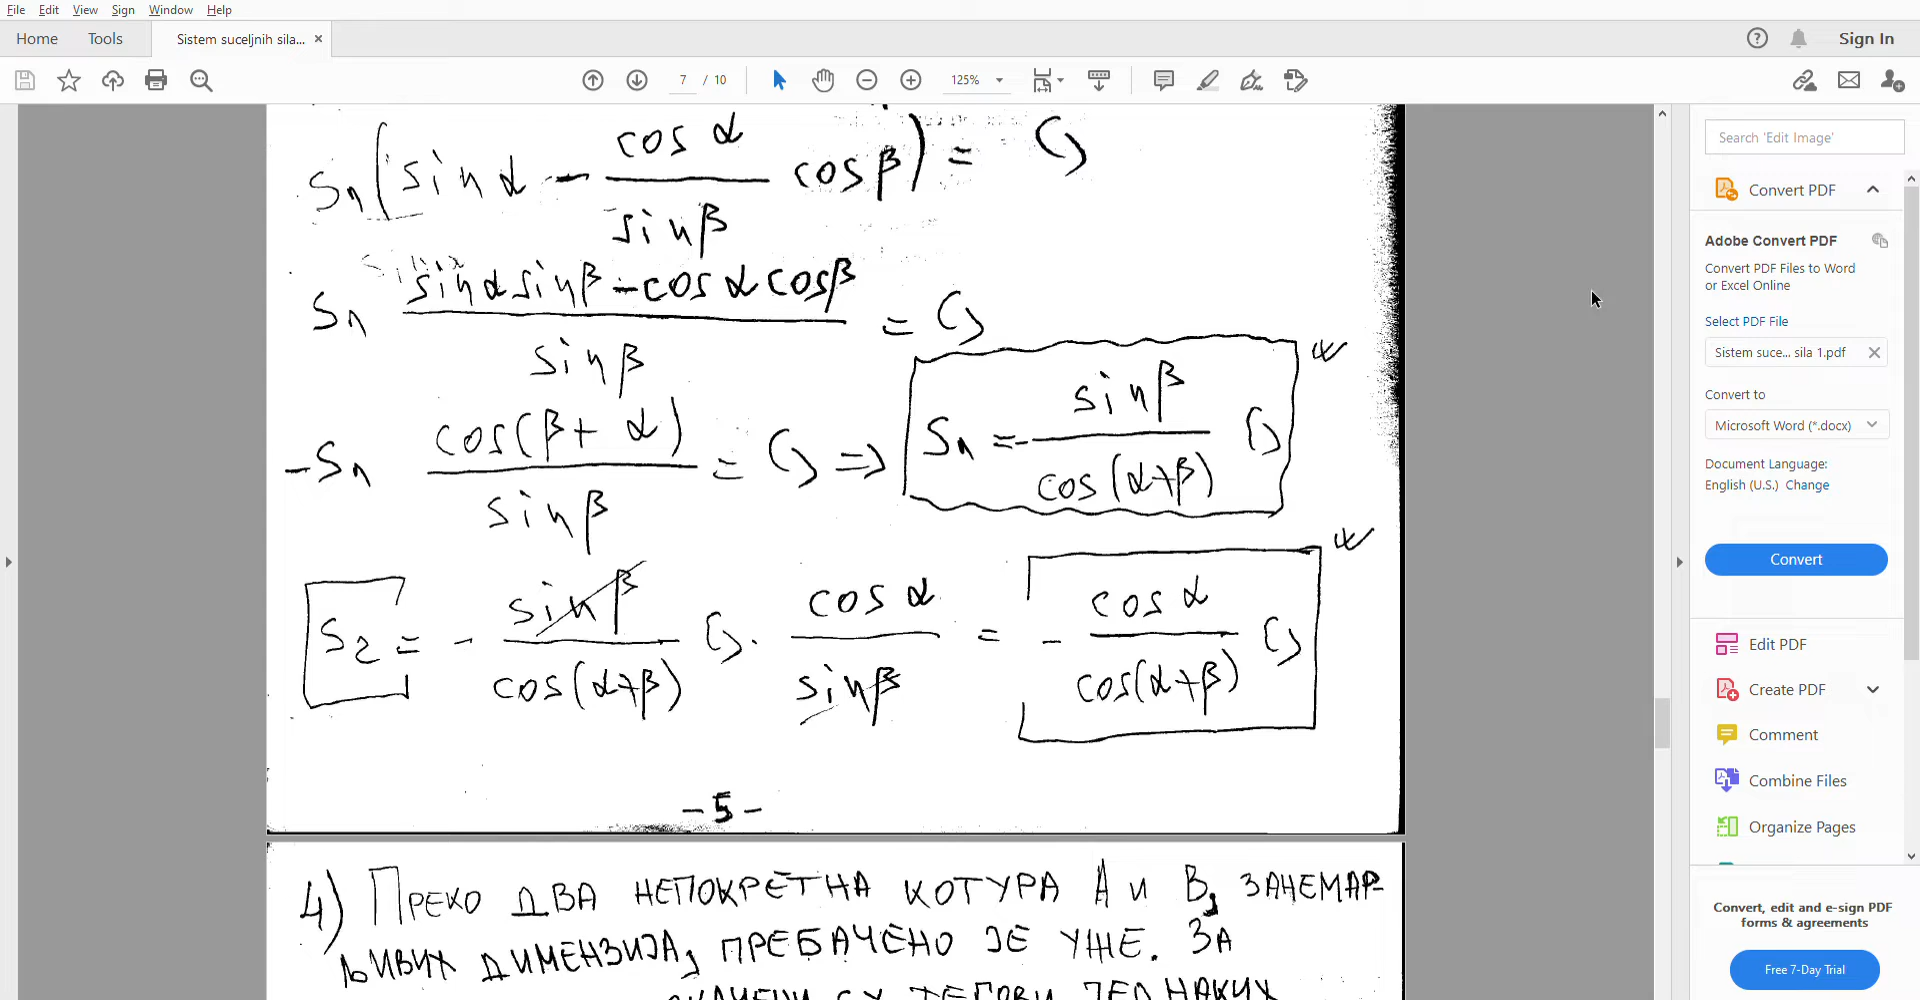 File Edit View Sign Window Help
Home Tools Sistem suceljnih sila... × Sign In
7 / 10 125%
S₁(sin α - cos α / sin β cos β) = G
S₁ sin α sin β - cos α cos β / sin β = G
-S₁ cos(β + α) / sin β = G ⇒ S₁ = - sin β / cos(α+β) G
S₂ = - sin β / cos(α+β) G · cos α / sin β = - cos α / cos(α+β) G
-5-
4) ПРЕКО ДВА НЕПОКРЕТНА КОТУРА А И В, ЗАНЕМАР-
ЉИВИХ ДИМЕНЗИЈА, ПРЕБАЧЕНО ЈЕ УЖЕ. ЗА
Search 'Edit Image'
Convert PDF
Adobe Convert PDF
Convert PDF Files to Word
or Excel Online
Select PDF File
Sistem suce... sila 1.pdf
Convert to
Microsoft Word (*.docx)
Document Language:
English (U.S.) Change
Convert
Edit PDF
Create PDF
Comment
Combine Files
Organize Pages
Convert, edit and e-sign PDF
forms & agreements
Free 7-Day Trial